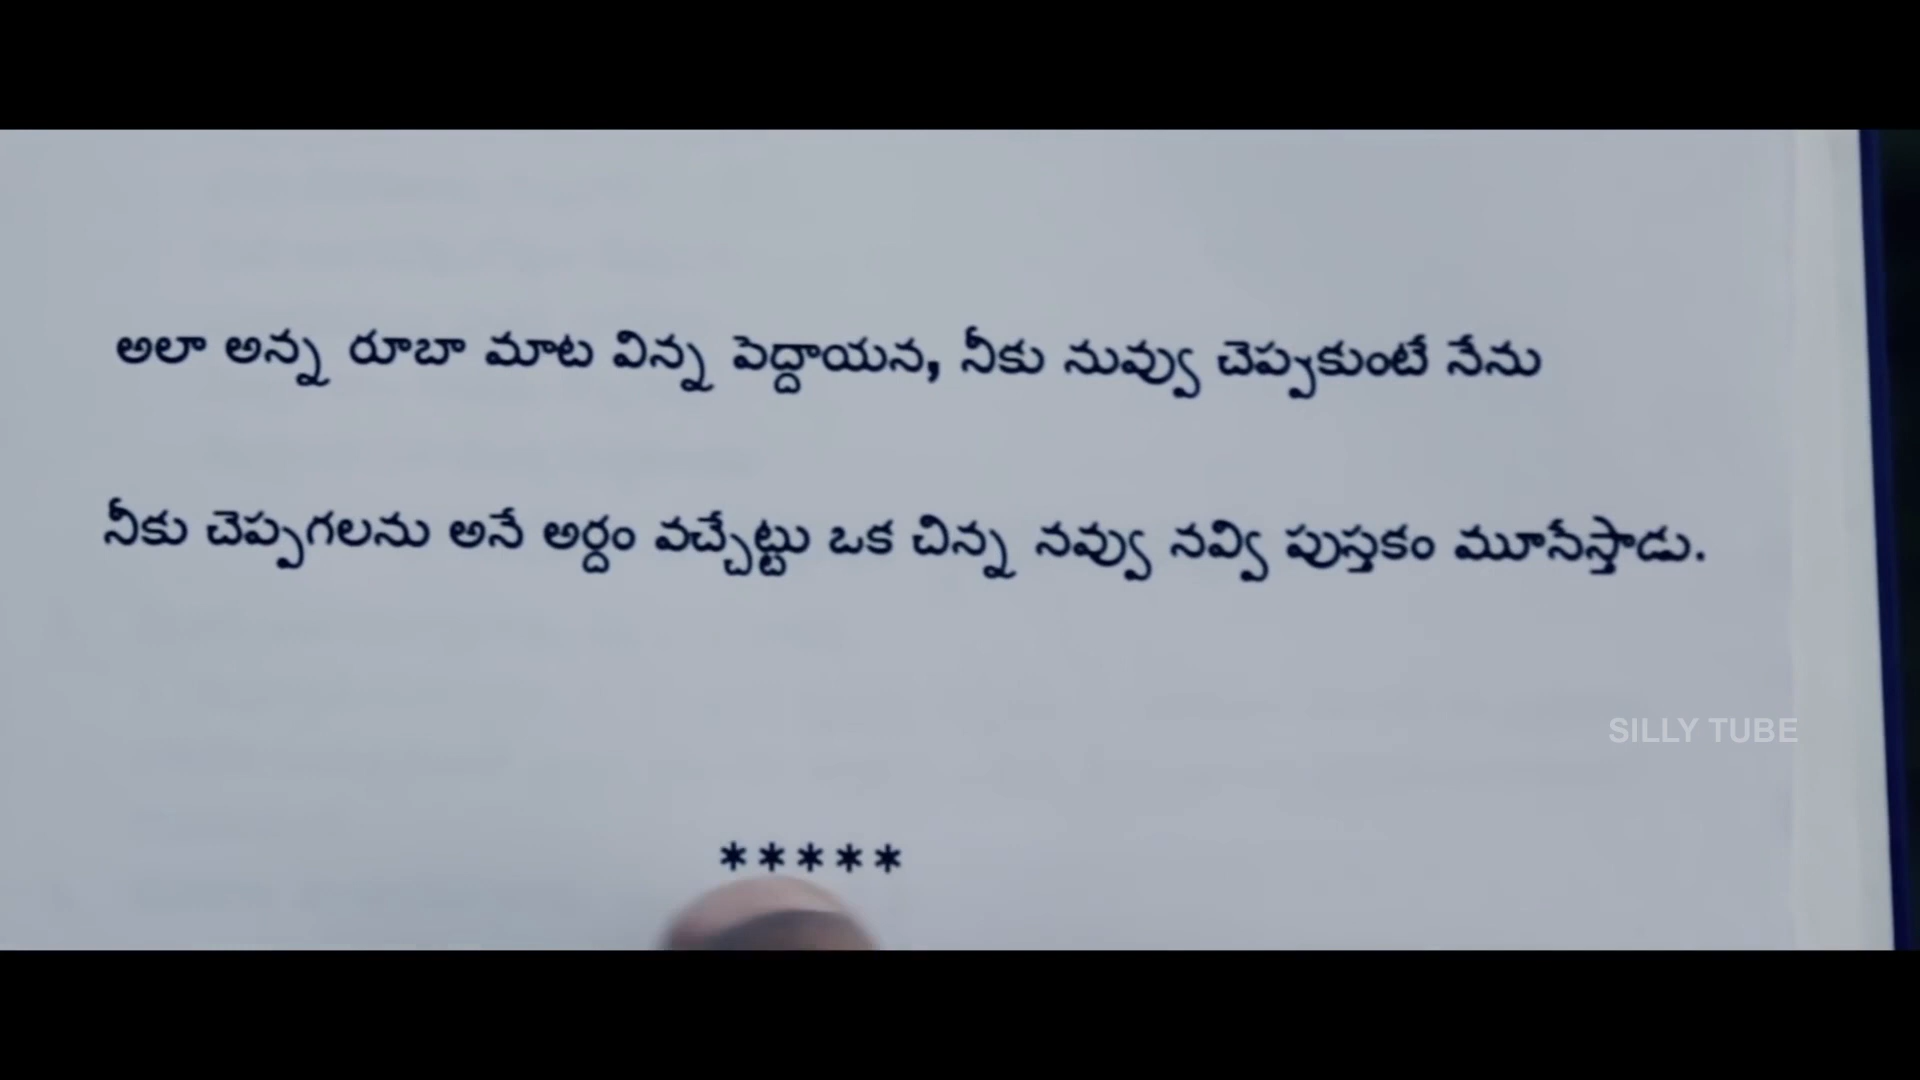 అలా అన్న రూబా మాట విన్న పెద్దాయన, నీకు నువ్వు చెప్పుకుంటే నేను
నీకు చెప్పగలను అనే అర్దం వచ్చేట్టు ఒక చిన్న నవ్వు నవ్వి పుస్తకం మూసేస్తాడు.
SILLY TUBE
*****